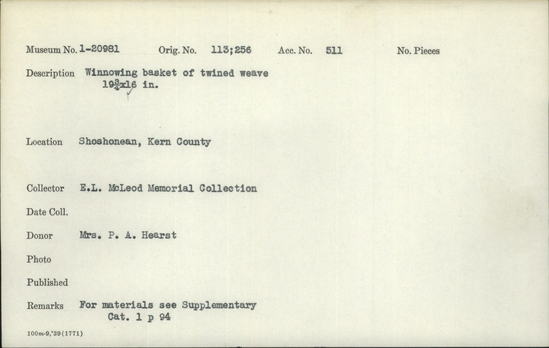 Museum No. 1-20981 Orig. No. 113;256 Acc. No. 511 No. Pieces
Description Winnowing basket of twined weave
19¾x16 in.
Location Shoshonean, Kern County
Collector E.L. McLeod Memorial Collection
Date Coll.
Donor Mrs. P. A. Hearst
Photo
Published
Remarks For materials see Supplementary
Cat. 1 p 94
100m-9,'39(1771)